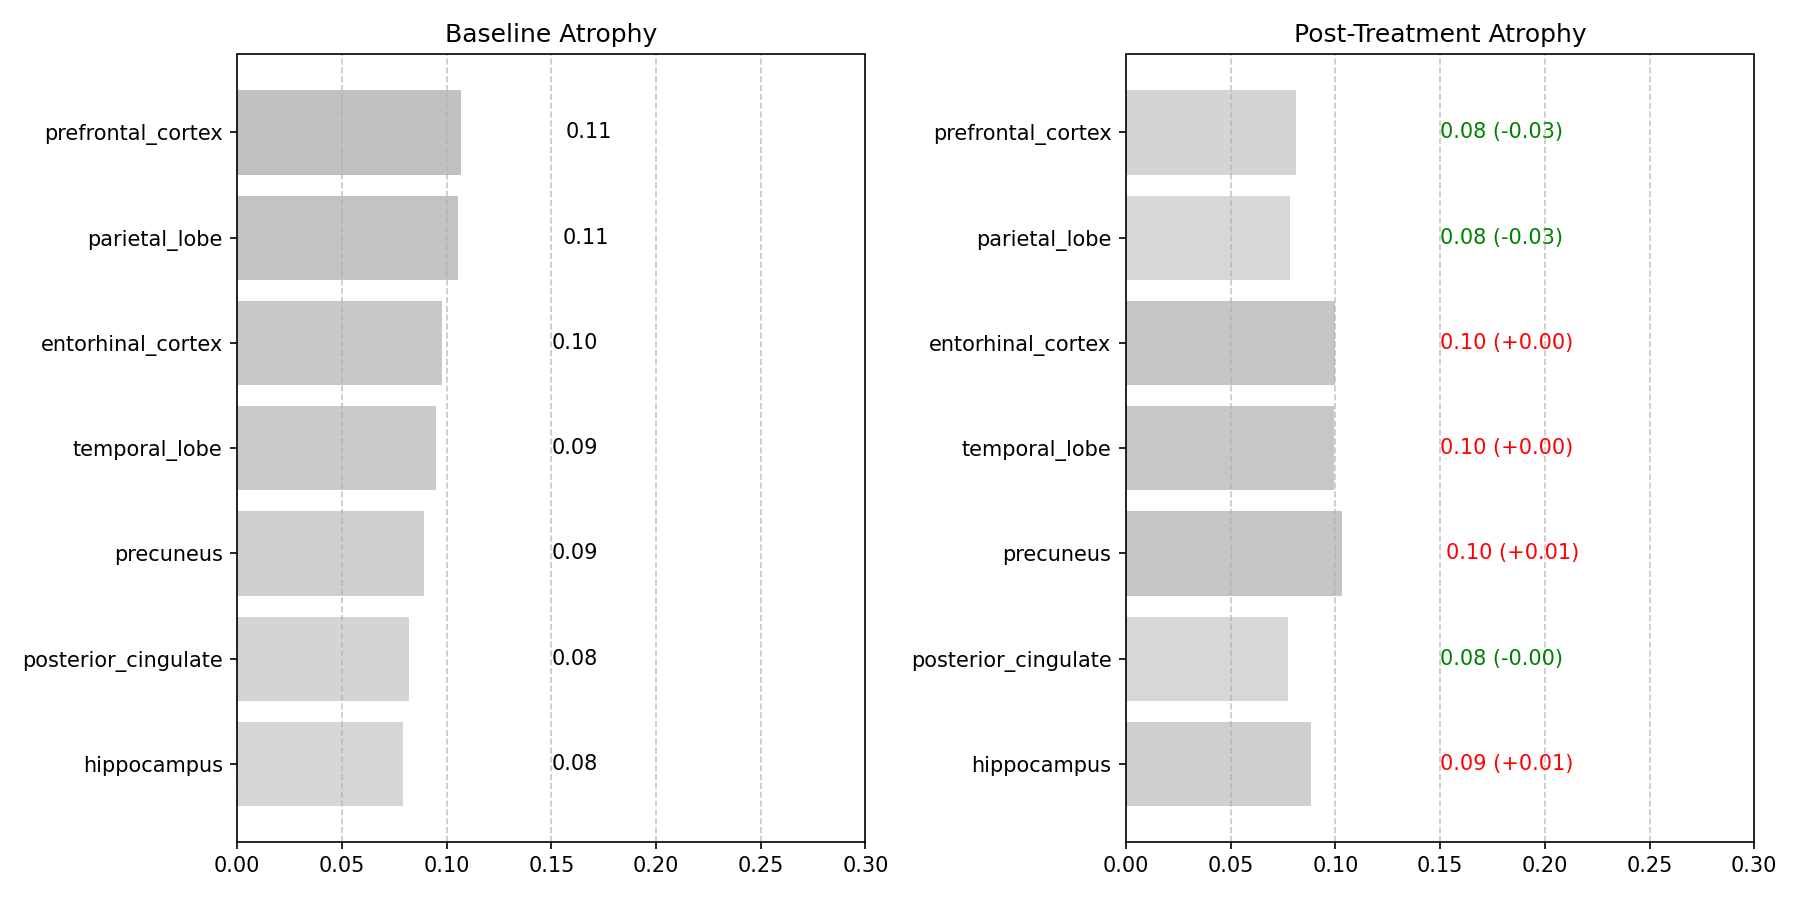 Baseline Atrophy
prefrontal_cortex 0.11
parietal_lobe 0.11
entorhinal_cortex 0.10
temporal_lobe 0.09
precuneus 0.09
posterior_cingulate 0.08
hippocampus 0.08
0.00 0.05 0.10 0.15 0.20 0.25 0.30
Post-Treatment Atrophy
prefrontal_cortex 0.08 (-0.03)
parietal_lobe 0.08 (-0.03)
entorhinal_cortex 0.10 (+0.00)
temporal_lobe 0.10 (+0.00)
precuneus 0.10 (+0.01)
posterior_cingulate 0.08 (-0.00)
hippocampus 0.09 (+0.01)
0.00 0.05 0.10 0.15 0.20 0.25 0.30